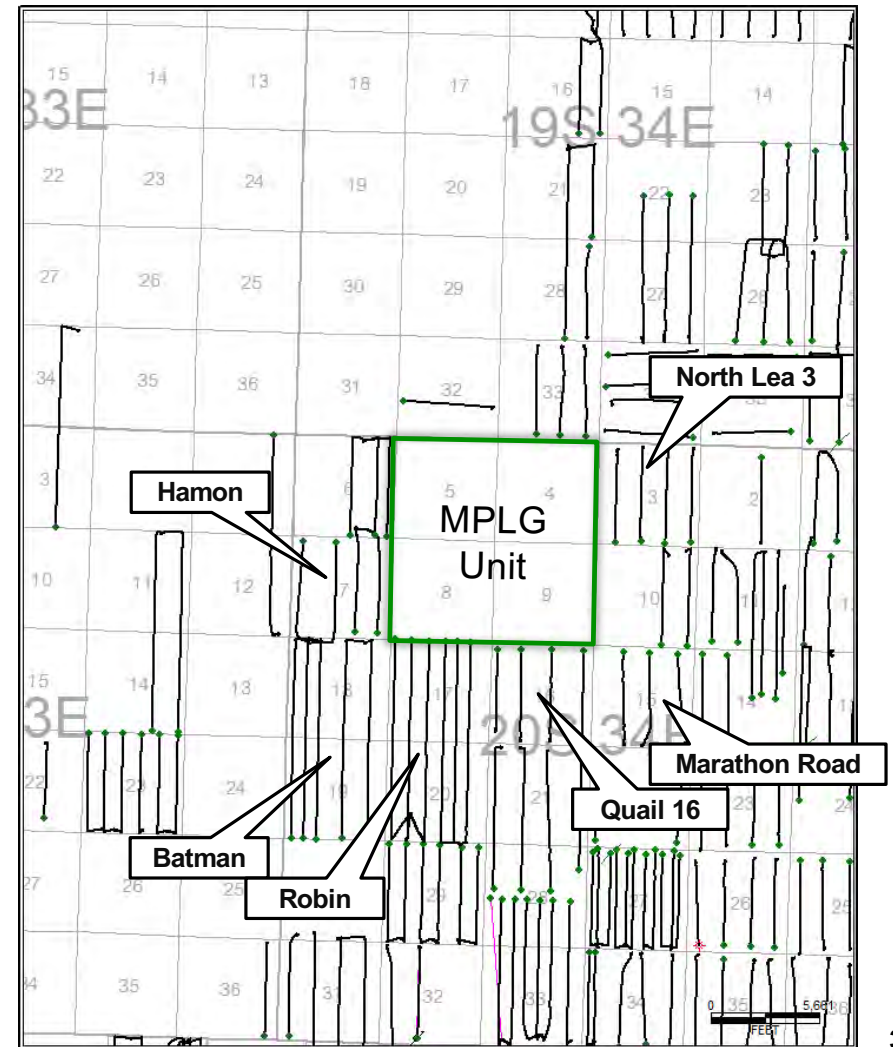 15 14 13 18 17 16 15 14
33E 19S 34E
22 23 24 19 20 21 22 23
27 26 25 30 29 28 27 26
34 35 36 31 32 33
North Lea 3
3 6 5 4 3 2
Hamon
MPLG
Unit
10 11 12 7 8 9 10 11
15 14 13 18 17 15 14
3E 20S 34E
Marathon Road
22 23 24 19 20 21 23 24
Quail 16
Batman
27 26 25 29 28 27 26 25
Robin
34 35 36 31 32 33 34 35 36
0 5,661
FEET